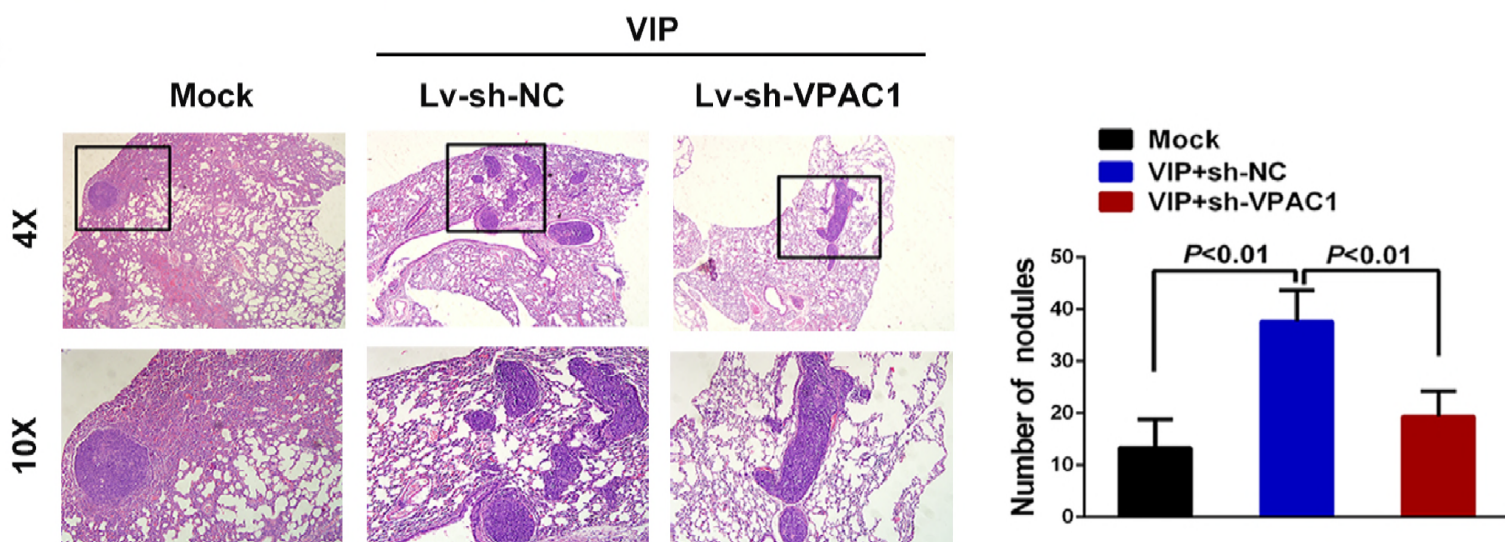 VIP
Mock
Lv-sh-NC
Lv-sh-VPAC1
4X
10X
Mock
VIP+sh-NC
VIP+sh-VPAC1
P<0.01
P<0.01
Number of nodules
50
40
30
20
10
0